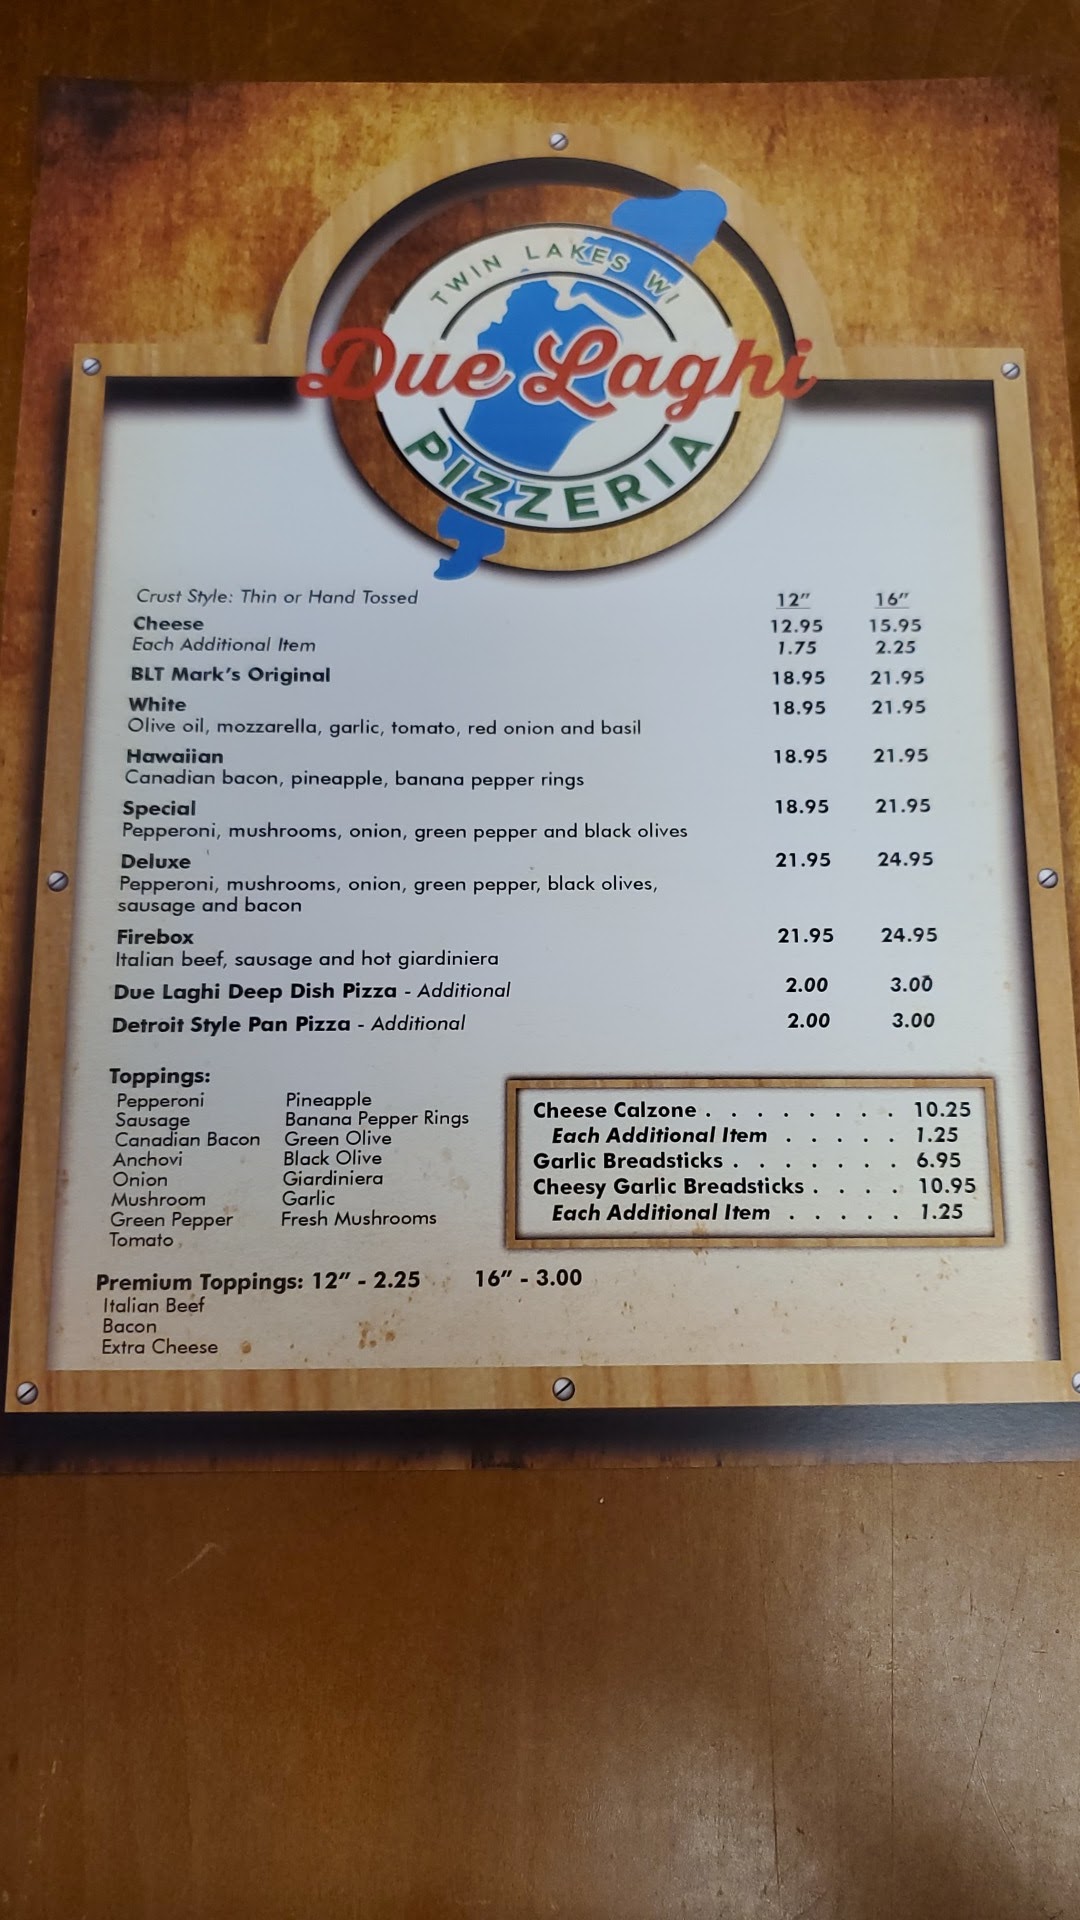 TWIN LAKES WI
Due Laghi
PIZZERIA
Crust Style: Thin or Hand Tossed 12" 16"
Cheese 12.95 15.95
Each Additional Item 1.75 2.25
BLT Mark's Original 18.95 21.95
White 18.95 21.95
Olive oil, mozzarella, garlic, tomato, red onion and basil
Hawaiian 18.95 21.95
Canadian bacon, pineapple, banana pepper rings
Special 18.95 21.95
Pepperoni, mushrooms, onion, green pepper and black olives
Deluxe 21.95 24.95
Pepperoni, mushrooms, onion, green pepper, black olives,
sausage and bacon
Firebox 21.95 24.95
Italian beef, sausage and hot giardiniera
Due Laghi Deep Dish Pizza - Additional 2.00 3.00
Detroit Style Pan Pizza - Additional 2.00 3.00
Toppings:
Pepperoni
Sausage
Canadian Bacon
Anchovi
Onion
Mushroom
Green Pepper
Tomato
Pineapple
Banana Pepper Rings
Green Olive
Black Olive
Giardiniera
Garlic
Fresh Mushrooms
Cheese Calzone . . . . . . . . 10.25
Each Additional Item . . . . . 1.25
Garlic Breadsticks . . . . . . . 6.95
Cheesy Garlic Breadsticks . . . . 10.95
Each Additional Item . . . . . 1.25
Premium Toppings: 12" - 2.25 16" - 3.00
Italian Beef
Bacon
Extra Cheese